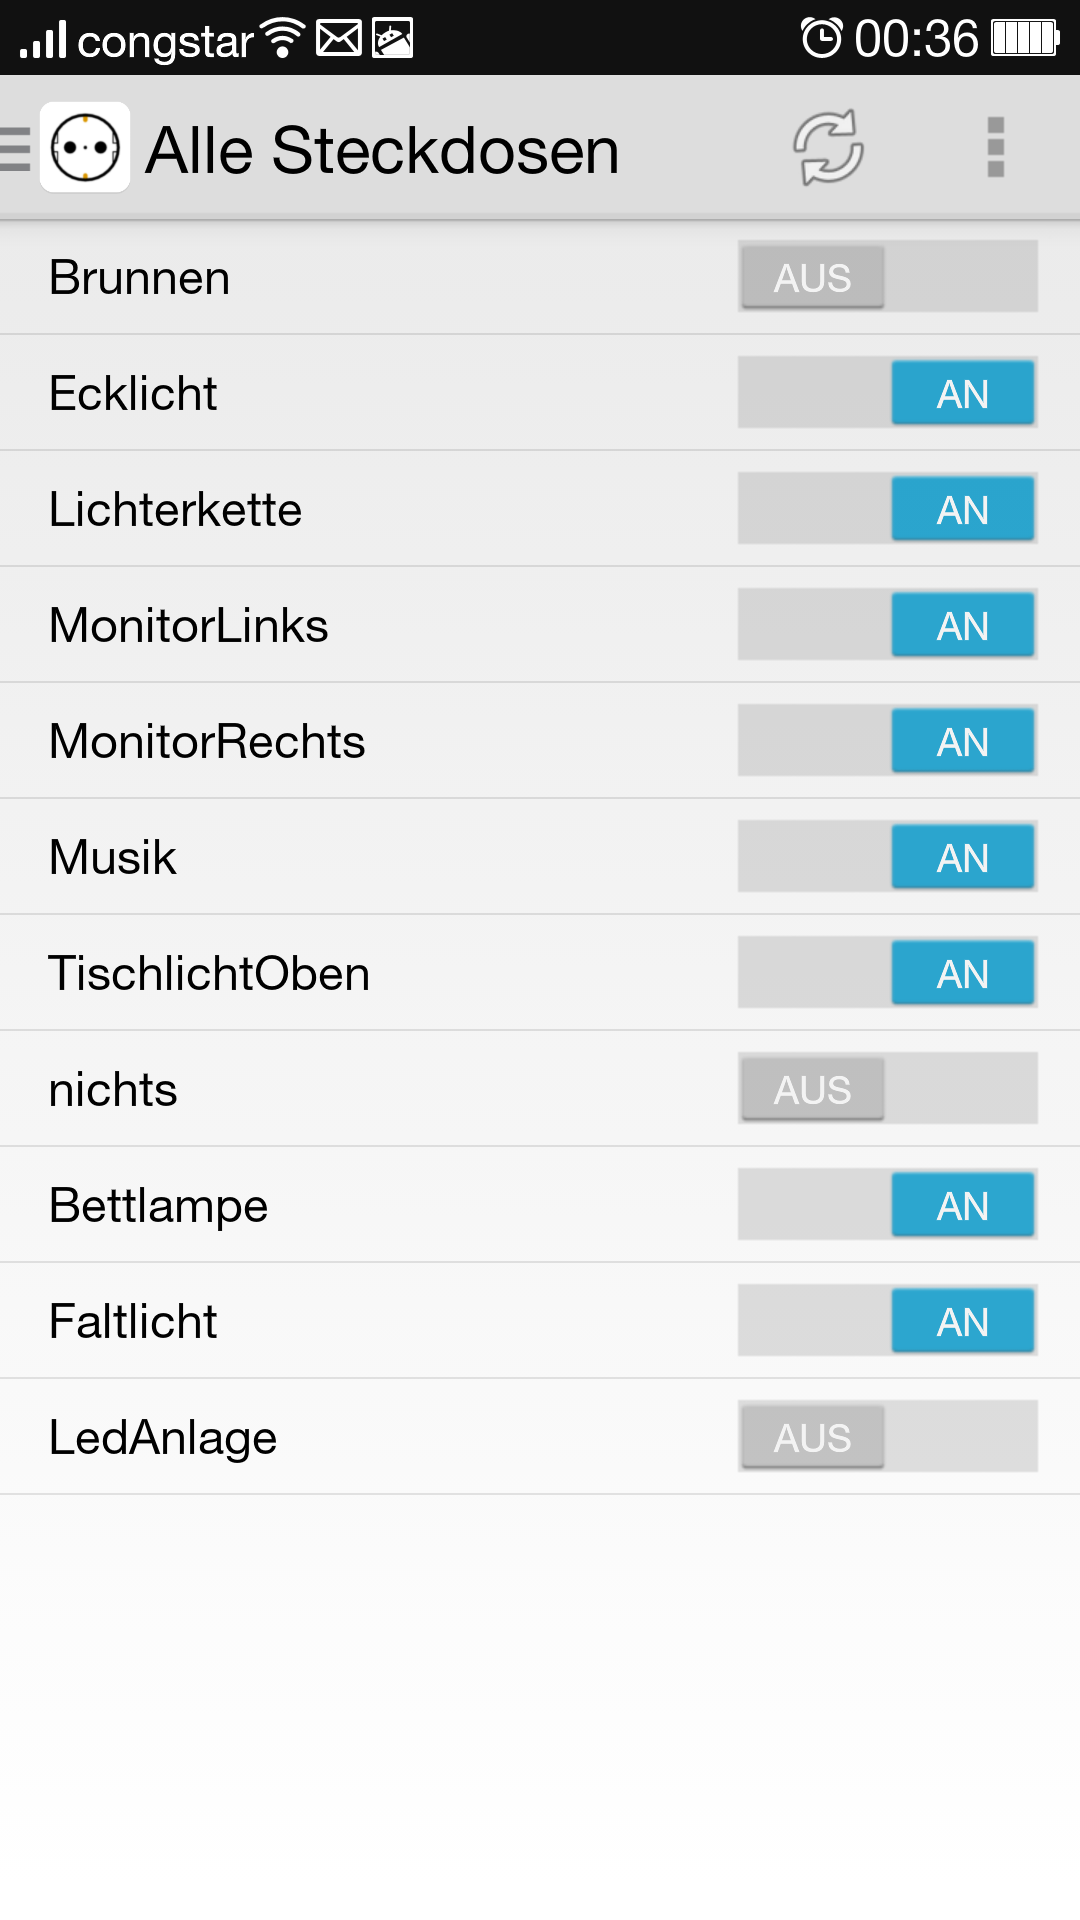 congstar 00:36
Alle Steckdosen
Brunnen AUS
Ecklicht AN
Lichterkette AN
MonitorLinks AN
MonitorRechts AN
Musik AN
TischlichtOben AN
nichts AUS
Bettlampe AN
Faltlicht AN
LedAnlage AUS